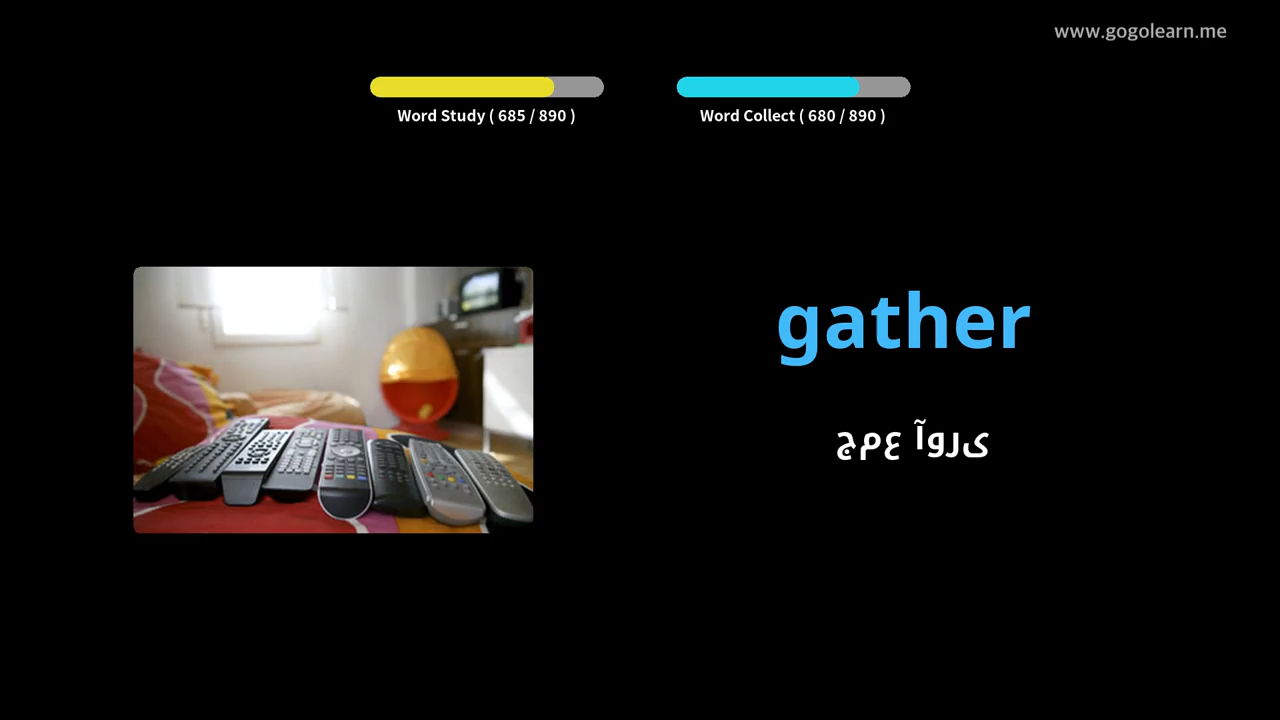 www.gogolearn.me
Word Study ( 685 / 890 )
Word Collect ( 680 / 890 )
gather
جمع آوری